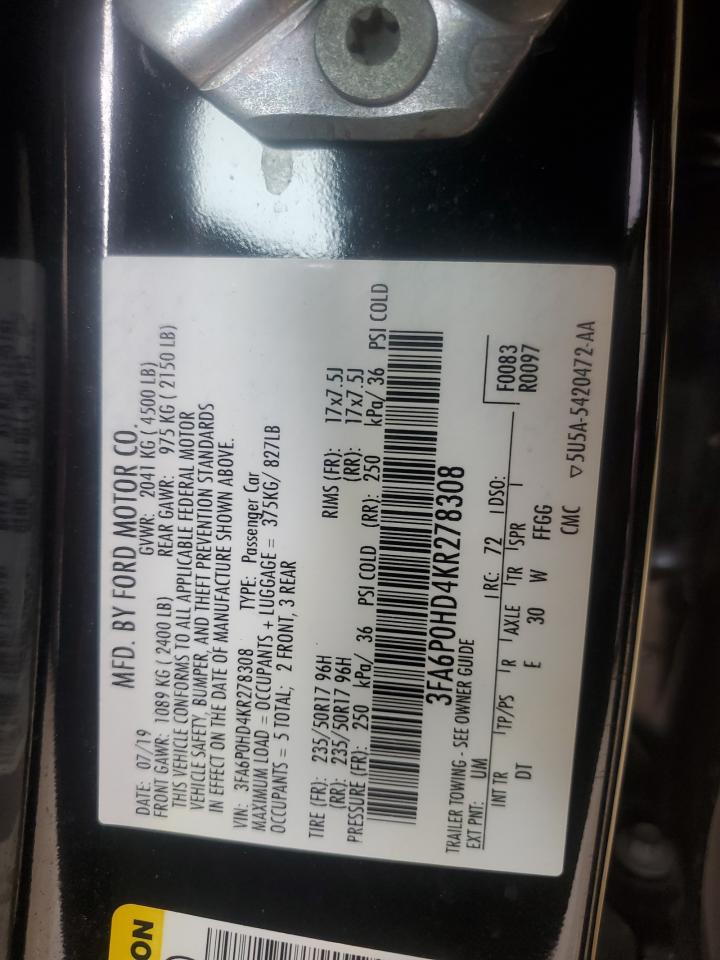 MFD. BY FORD MOTOR CO.
DATE: 07/19 GVWR: 2041 KG ( 4500 LB)
FRONT GAWR: 1089 KG ( 2400 LB) REAR GAWR: 975 KG ( 2150 LB)
THIS VEHICLE CONFORMS TO ALL APPLICABLE FEDERAL MOTOR
VEHICLE SAFETY, BUMPER, AND THEFT PREVENTION STANDARDS
IN EFFECT ON THE DATE OF MANUFACTURE SHOWN ABOVE.
VIN: 3FA6P0HD4KR278308 TYPE: Passenger Car
MAXIMUM LOAD = OCCUPANTS + LUGGAGE = 375KG/ 827LB
OCCUPANTS = 5 TOTAL; 2 FRONT, 3 REAR
TIRE (FR): 235/50R17 96H RIMS (FR): 17x7.5J
(RR): 235/50R17 96H (RR): 17x7.5J
PRESSURE (FR): 250 kPa/ 36 PSI COLD (RR): 250 kPa/ 36 PSI COLD
3FA6P0HD4KR278308
TRAILER TOWING - SEE OWNER GUIDE
EXT PNT: UM RC: 72 DSO: F0083
R0097
INT TR TP/PS R AXLE TR SPR
DT E 30 W FFGG
CMC ▽5U5A-5420472-AA
ON